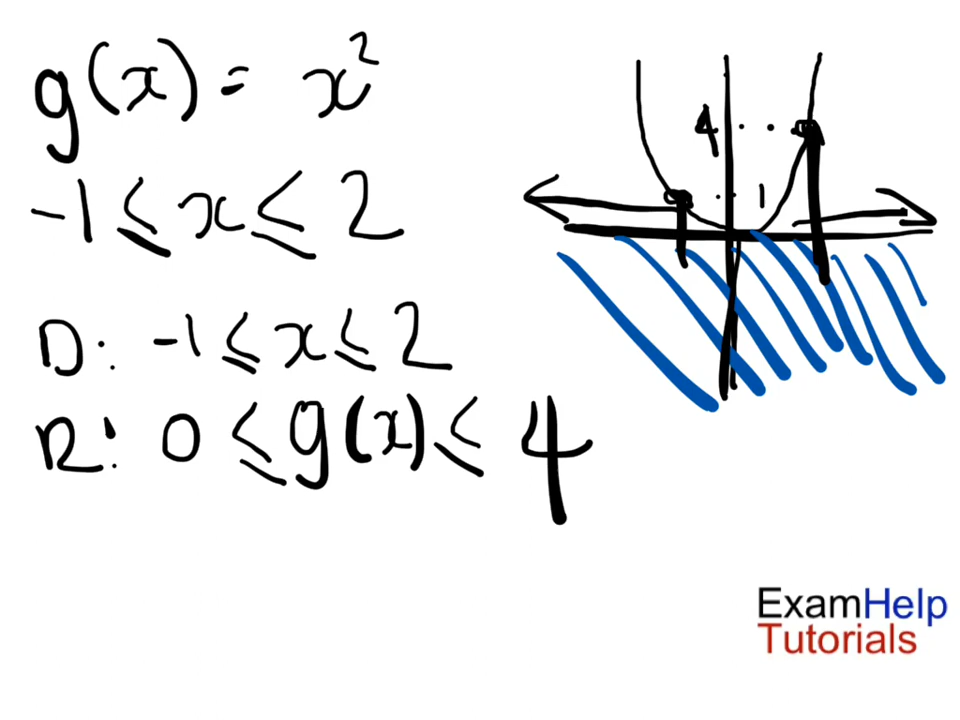 g(x) = x²
-1 ≤ x ≤ 2
D: -1 ≤ x ≤ 2
R: 0 ≤ g(x) ≤ 4
4
1
ExamHelp
Tutorials